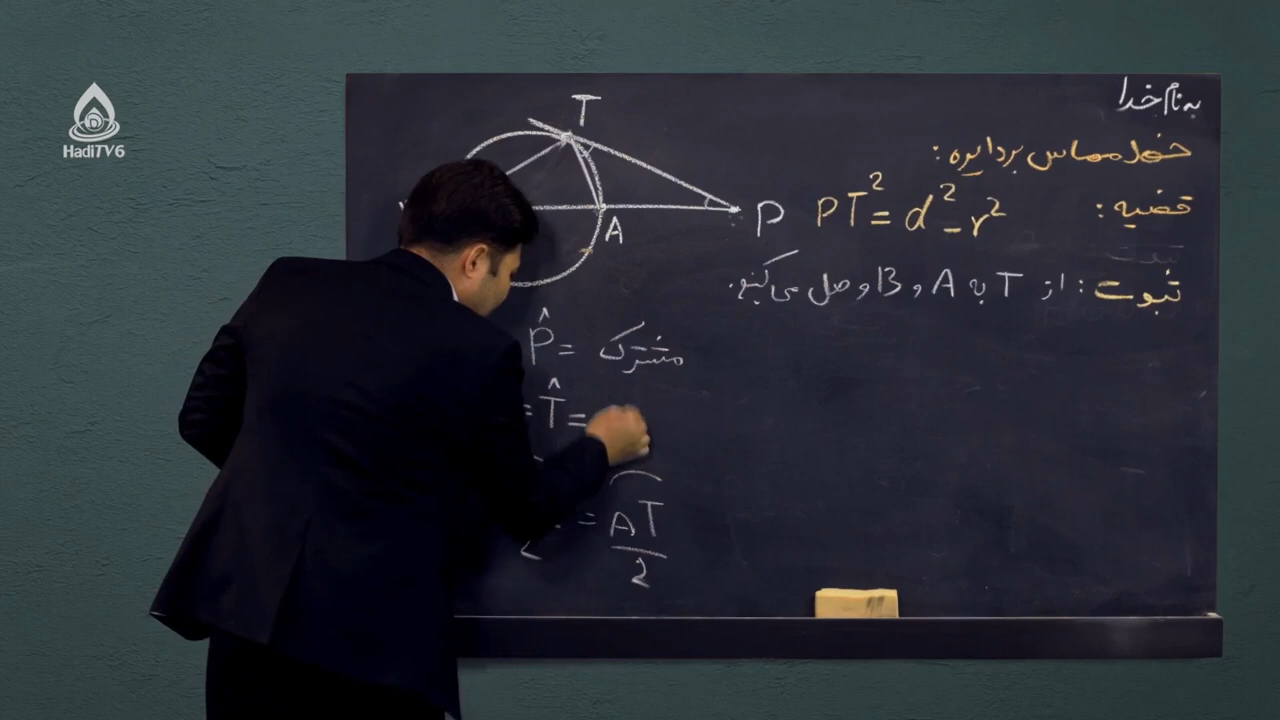 به نام خدا
خط مماس بر دایره :
قضیه : PT² = d² - r²
ثبوت : از T به A و B وصل می‌کنیم.
T
A
P
P̂ = مشترک
= T̂ =
= AT/2
HadiTV6